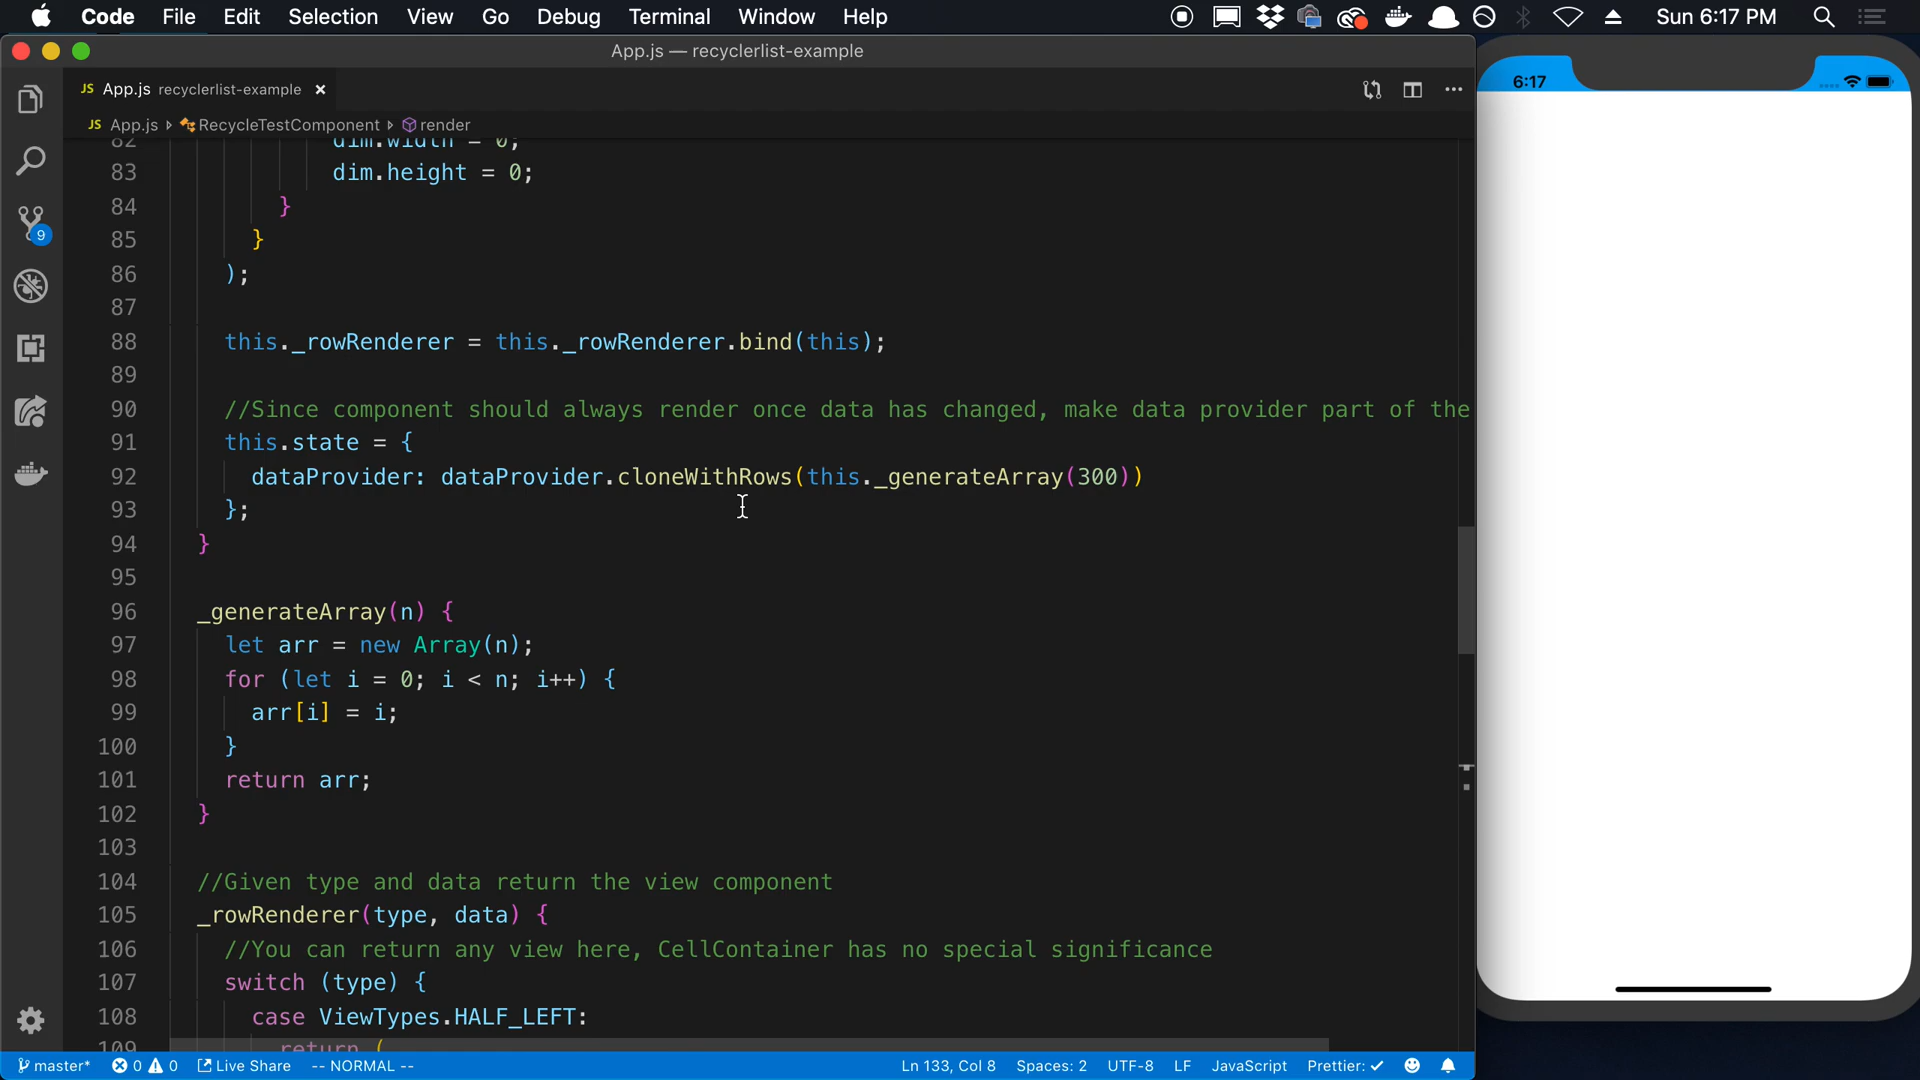 Code File Edit Selection View Go Debug Terminal Window Help Sun 6:17 PM
App.js — recyclerlist-example
6:17
JS App.js recyclerlist-example ×
JS App.js RecycleTestComponent render
82 dim.width = 0;
83 dim.height = 0;
84 }
85 }
86 );
87
88 this._rowRenderer = this._rowRenderer.bind(this);
89
90 //Since component should always render once data has changed, make data provider part of the
91 this.state = {
92 dataProvider: dataProvider.cloneWithRows(this._generateArray(300))
93 };
94 }
95
96 _generateArray(n) {
97 let arr = new Array(n);
98 for (let i = 0; i < n; i++) {
99 arr[i] = i;
100 }
101 return arr;
102 }
103
104 //Given type and data return the view component
105 _rowRenderer(type, data) {
106 //You can return any view here, CellContainer has no special significance
107 switch (type) {
108 case ViewTypes.HALF_LEFT:
109 return (
9
master* 0 0 Live Share -- NORMAL -- Ln 133, Col 8 Spaces: 2 UTF-8 LF JavaScript Prettier: ✓